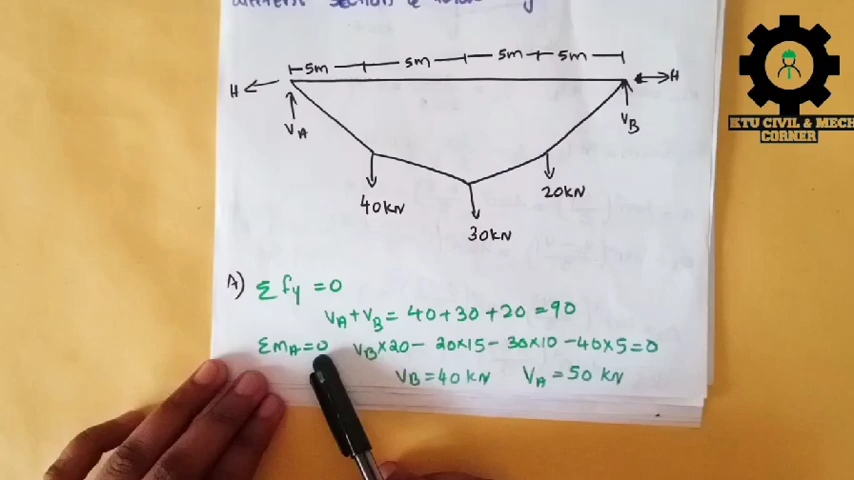 5m 5m 5m 5m
H H
VA VB
40kN
20kN
30kN
A) Σfy = 0
VA+VB = 40+30+20 = 90
ΣmA=0 VB×20 - 20×15 - 30×10 - 40×5=0
VB=40 kN VA=50 kN
KTU CIVIL & MECH
CORNER